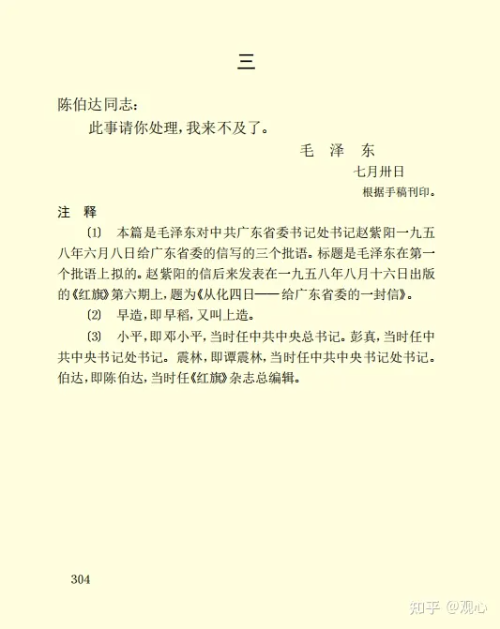 三
陈伯达同志：
此事请你处理，我来不及了。
毛泽东
七月卅日
根据手稿刊印。
注释
〔1〕 本篇是毛泽东对中共广东省委书记处书记赵紫阳一九五
八年六月八日给广东省委的信写的三个批语。标题是毛泽东在第一
个批语上拟的。赵紫阳的信后来发表在一九五八年八月十六日出版
的《红旗》第六期上，题为《从化四日——给广东省委的一封信》。
〔2〕 早造，即早稻，又叫上造。
〔3〕 小平，即邓小平，当时任中共中央总书记。彭真，当时任中
共中央书记处书记。震林，即谭震林，当时任中共中央书记处书记。
伯达，即陈伯达，当时任《红旗》杂志总编辑。
304
知乎 @观心